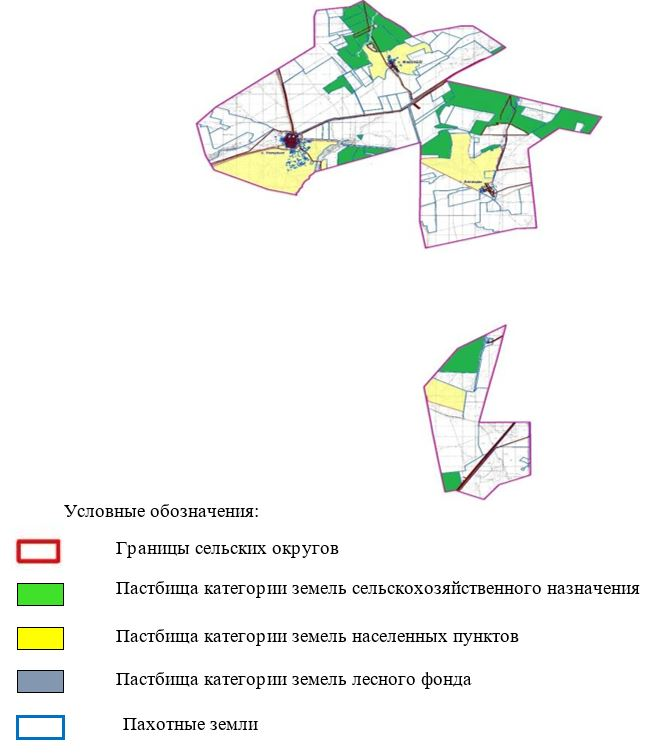 Условные обозначения:
Границы сельских округов
Пастбища категории земель сельскохозяйственного назначения
Пастбища категории земель населенных пунктов
Пастбища категории земель лесного фонда
Пахотные земли